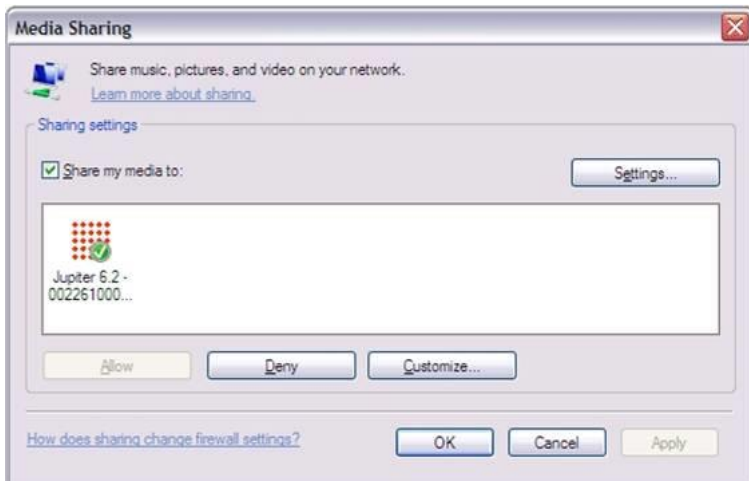 Media Sharing
Share music, pictures, and video on your network.
Learn more about sharing.
Sharing settings
Share my media to:
Settings...
Jupiter 6.2 -
002261000...
Allow
Deny
Customize...
How does sharing change firewall settings?
OK
Cancel
Apply